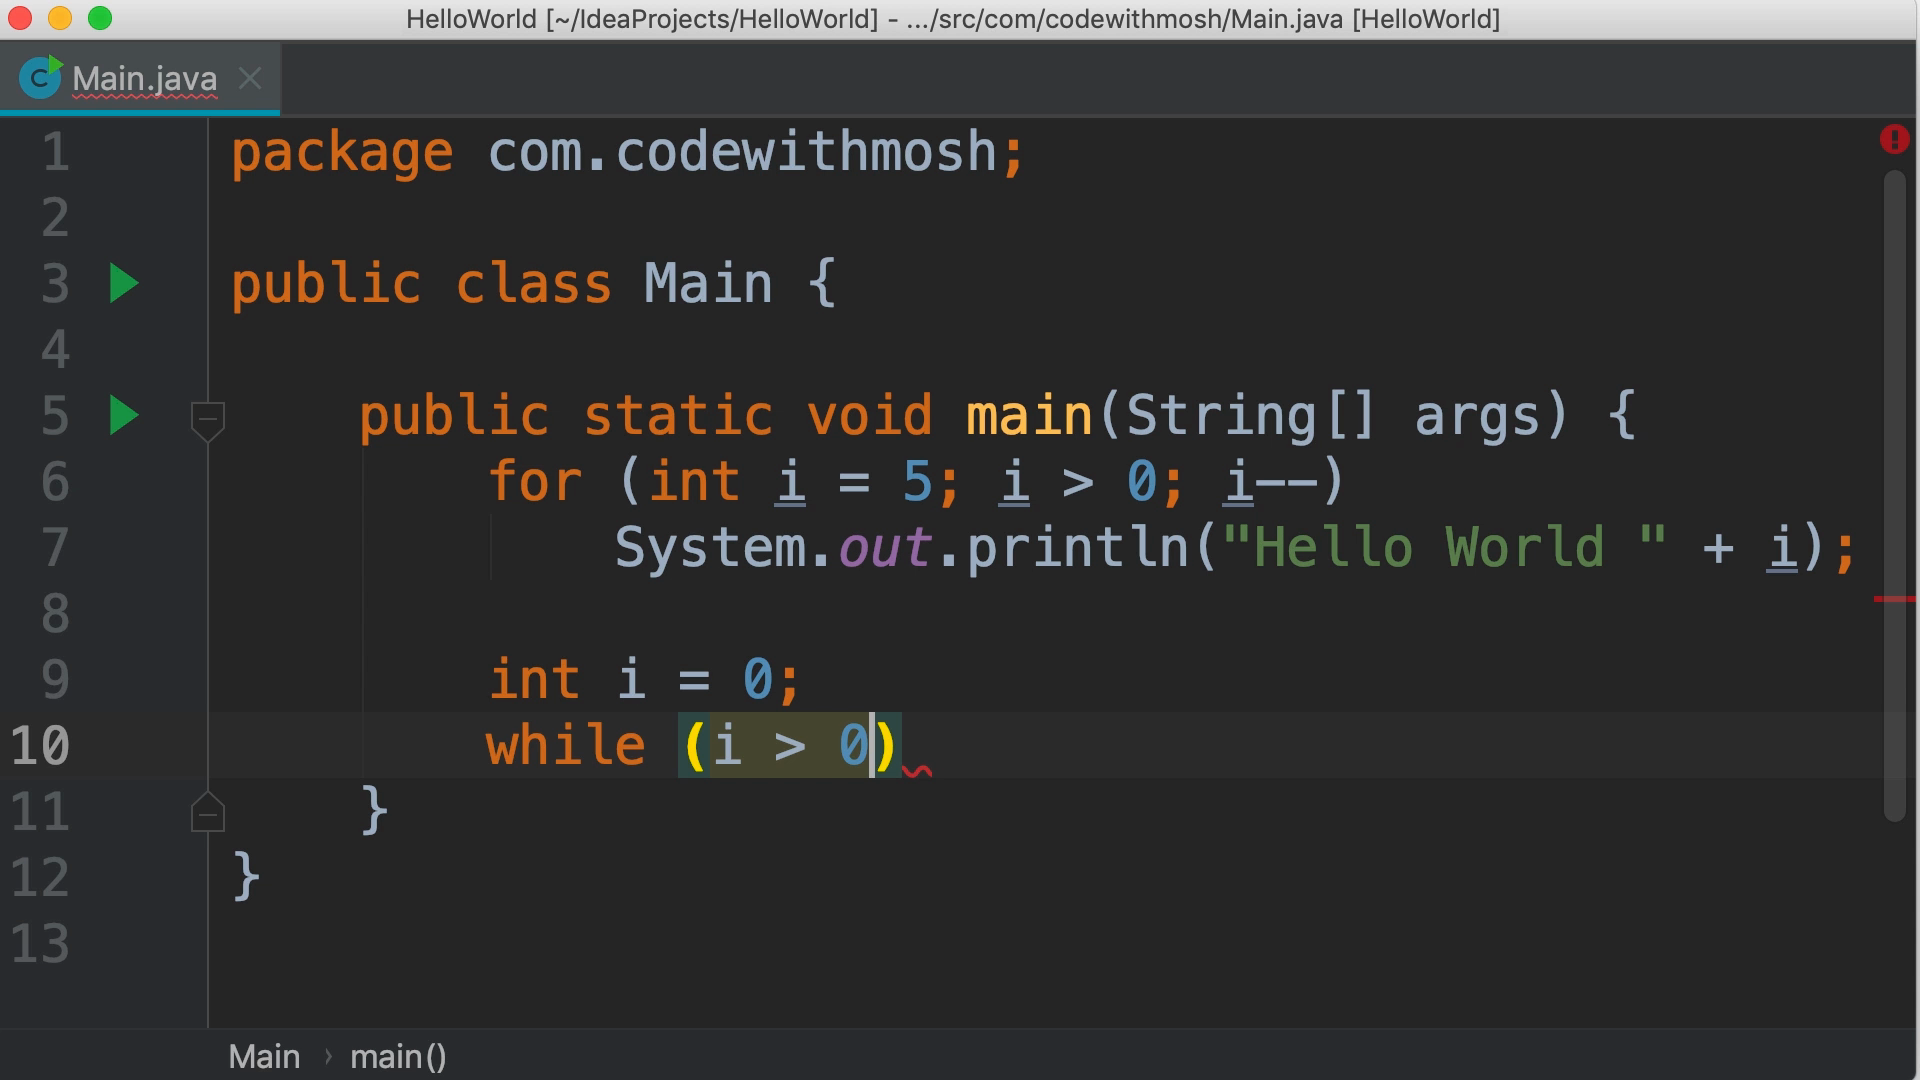 HelloWorld [~/IdeaProjects/HelloWorld] - .../src/com/codewithmosh/Main.java [HelloWorld]
C Main.java
1 package com.codewithmosh;
2
3 public class Main {
4
5     public static void main(String[] args) {
6         for (int i = 5; i > 0; i--)
7             System.out.println("Hello World " + i);
8
9         int i = 0;
10         while (i > 0)
11     }
12 }
13
Main › main()